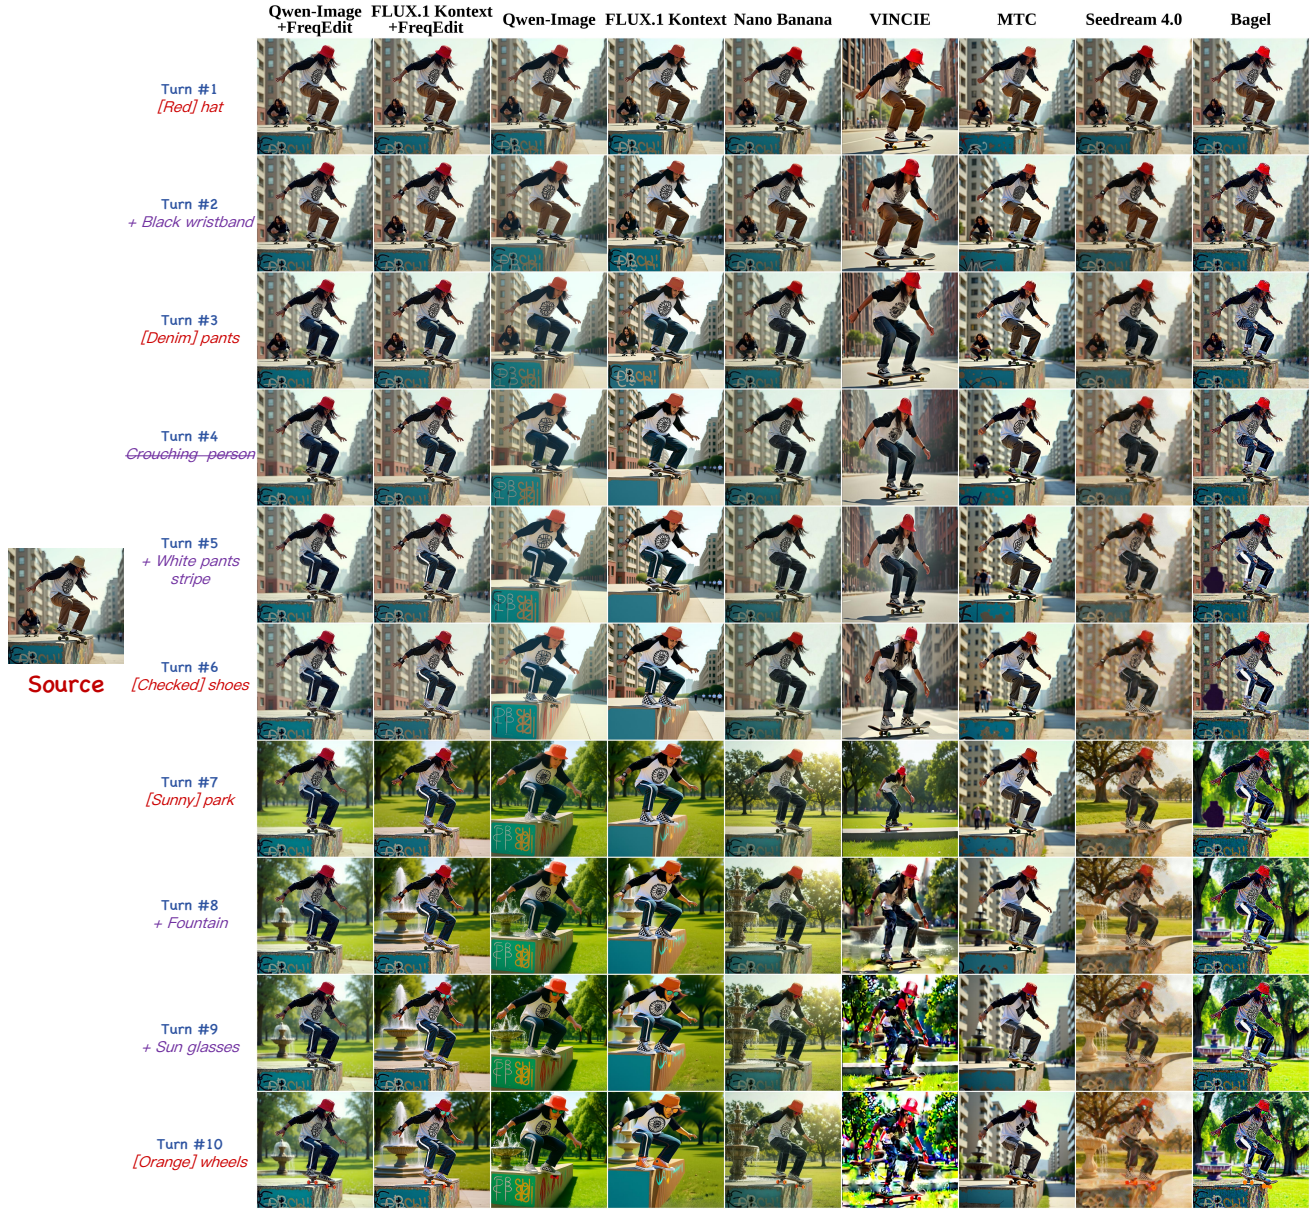 Qwen-Image
+FreqEdit
FLUX.1 Kontext
+FreqEdit
Qwen-Image
FLUX.1 Kontext
Nano Banana
VINCIE
MTC
Seedream 4.0
Bagel
Turn #1
[Red] hat
Turn #2
+ Black wristband
Turn #3
[Denim] pants
Turn #4
Crouching person
Turn #5
+ White pants
stripe
Source
Turn #6
[Checked] shoes
Turn #7
[Sunny] park
Turn #8
+ Fountain
Turn #9
+ Sun glasses
Turn #10
[Orange] wheels